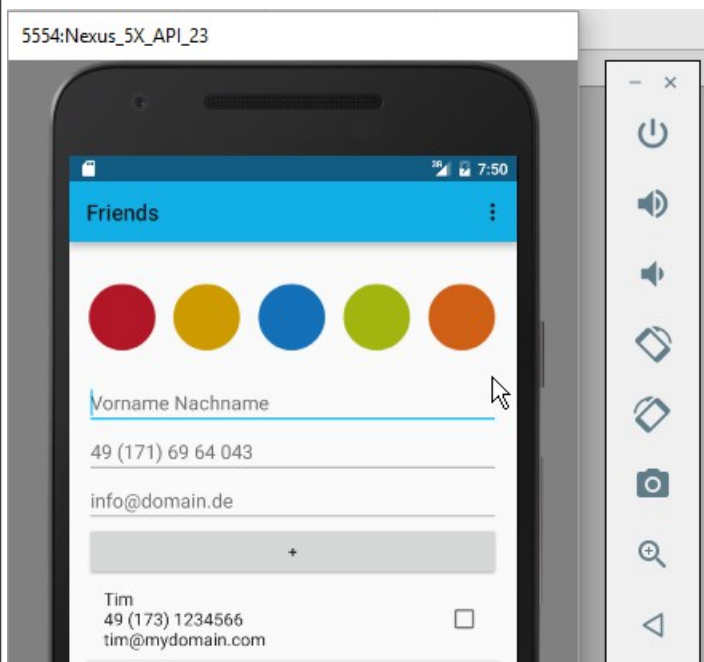 5554:Nexus_5X_API_23
7:50
Friends
Vorname Nachname
49 (171) 69 64 043
info@domain.de
+
Tim
49 (173) 1234566
tim@mydomain.com